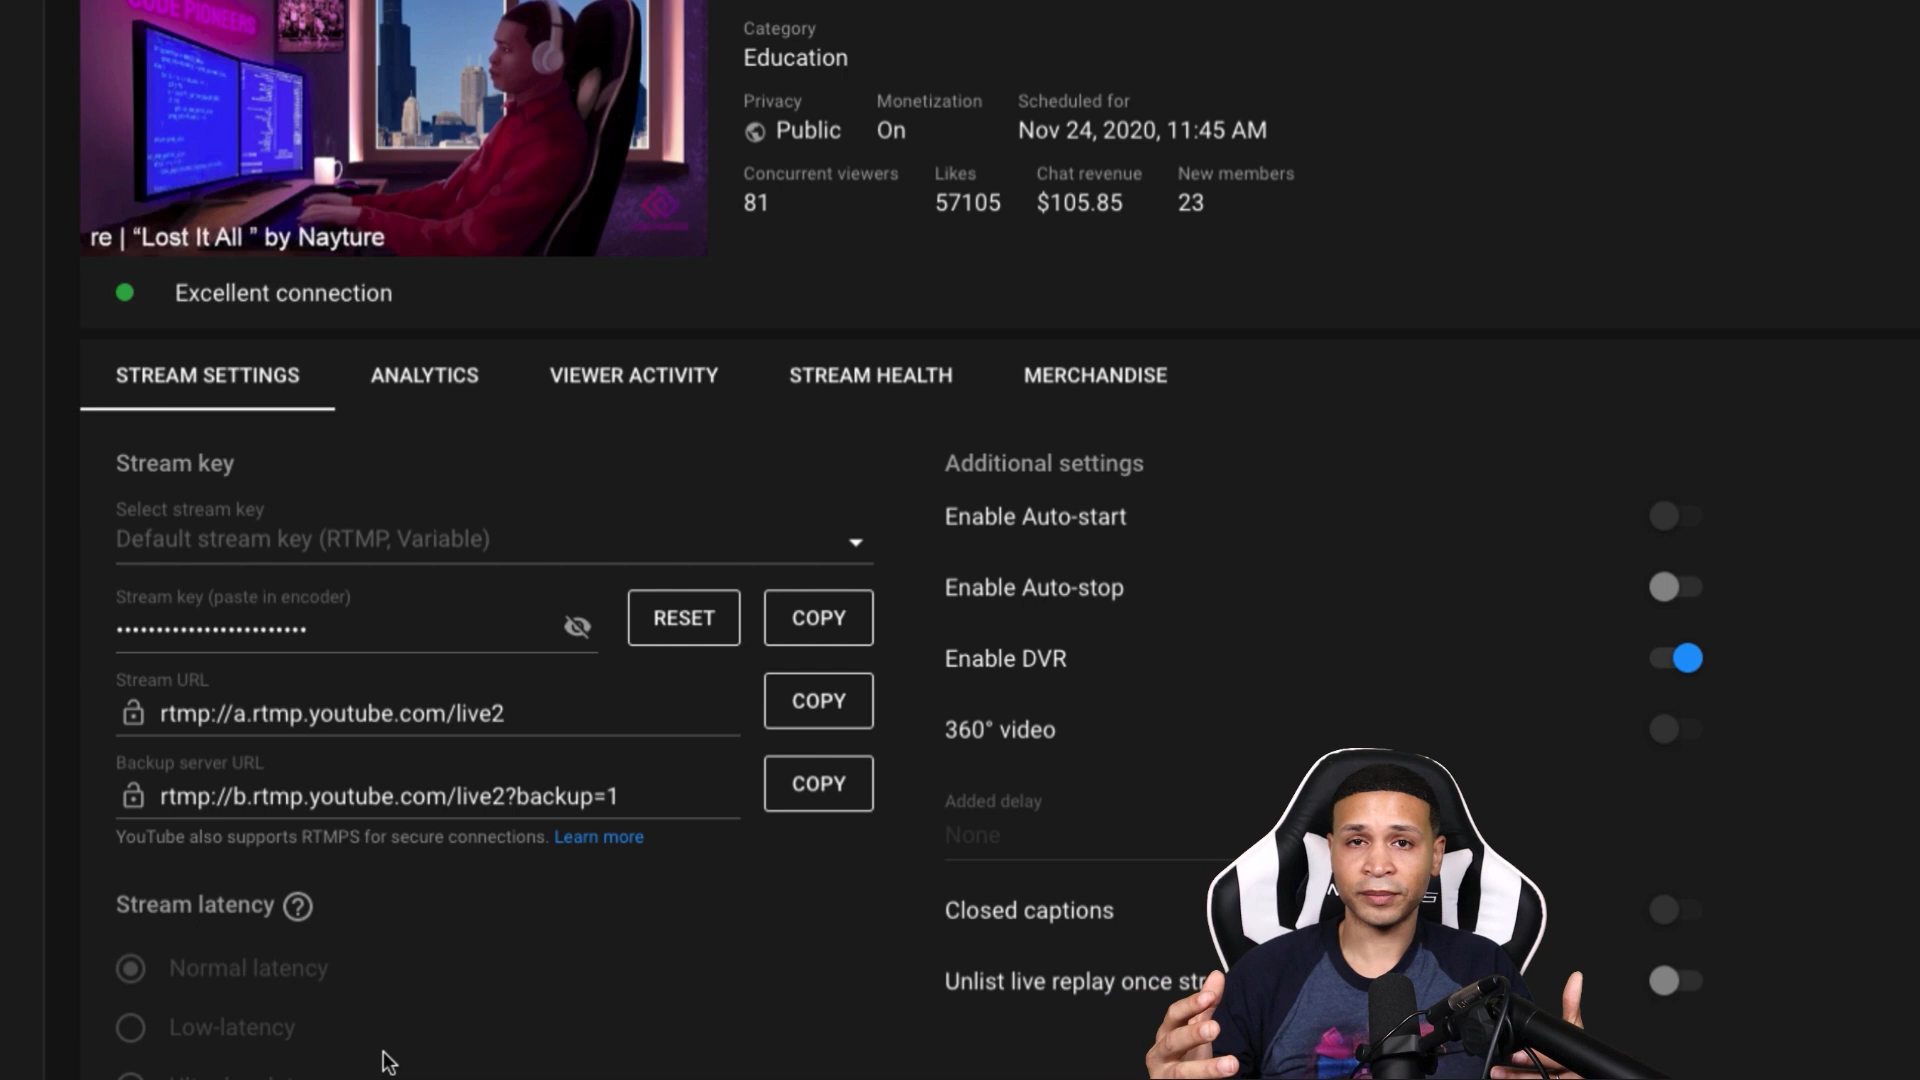 CODE PIONEERS
re | “Lost It All ” by Nayture
Category
Education
Privacy
Monetization
Scheduled for
Public
On
Nov 24, 2020, 11:45 AM
Concurrent viewers
Likes
Chat revenue
New members
81
57105
$105.85
23
Excellent connection
STREAM SETTINGS
ANALYTICS
VIEWER ACTIVITY
STREAM HEALTH
MERCHANDISE
Stream key
Select stream key
Default stream key (RTMP, Variable)
Stream key (paste in encoder)
RESET
COPY
Stream URL
rtmp://a.rtmp.youtube.com/live2
COPY
Backup server URL
rtmp://b.rtmp.youtube.com/live2?backup=1
COPY
YouTube also supports RTMPS for secure connections. Learn more
Stream latency
Normal latency
Low-latency
Additional settings
Enable Auto-start
Enable Auto-stop
Enable DVR
360° video
Added delay
None
Closed captions
Unlist live replay once str